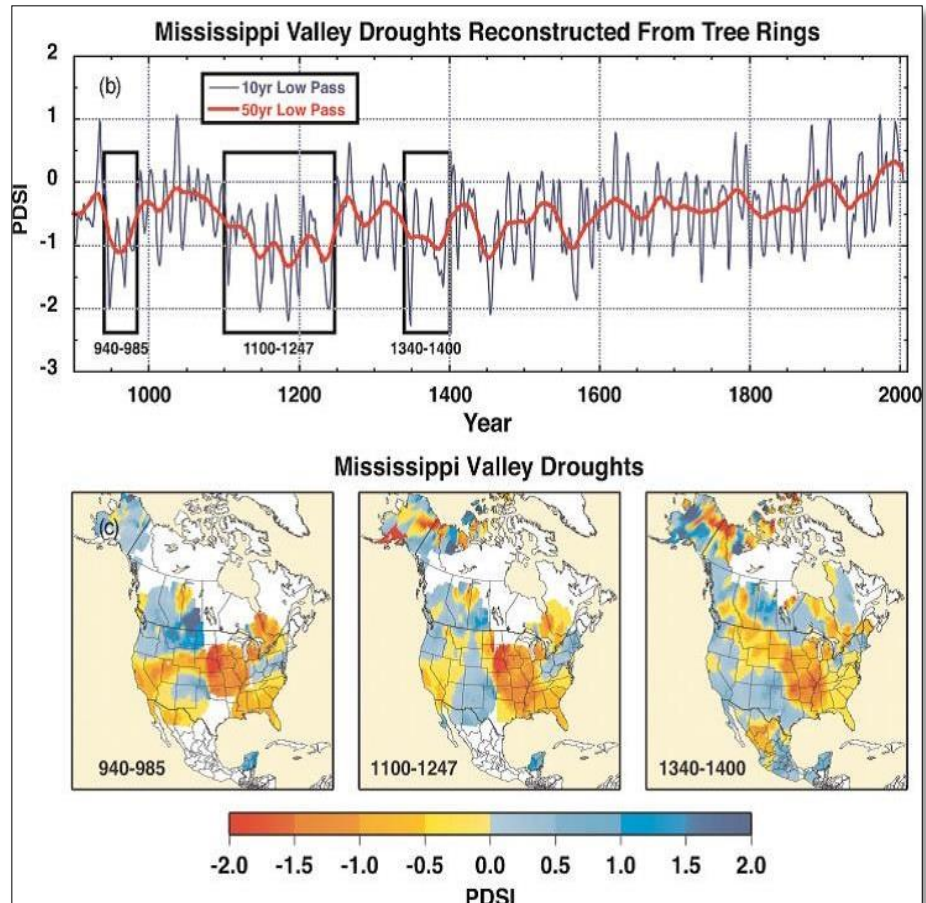 Mississippi Valley Droughts Reconstructed From Tree Rings
(b)
10yr Low Pass
50yr Low Pass
2
1
0
-1
-2
-3
PDSI
940-985
1100-1247
1340-1400
1000
1200
1400
1600
1800
2000
Year
Mississippi Valley Droughts
(c)
940-985
1100-1247
1340-1400
-2.0 -1.5 -1.0 -0.5 0.0 0.5 1.0 1.5 2.0
PDSI